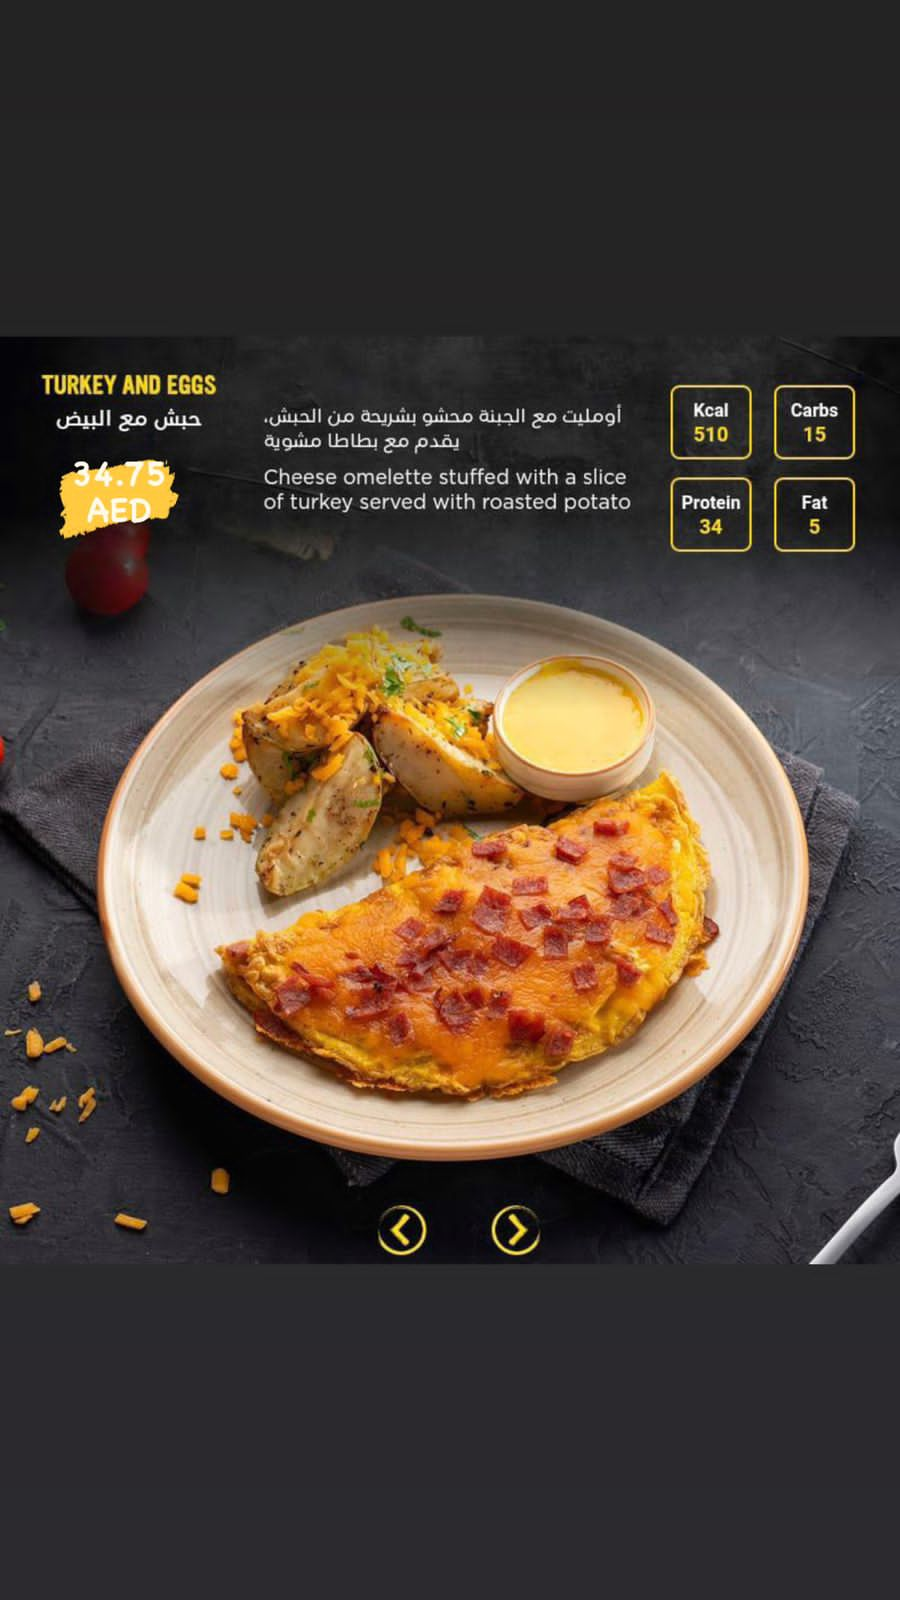 TURKEY AND EGGS
حبش مع البيض
34.75
AED
أومليت مع الجبنة محشو بشريحة من الحبش،
يقدم مع بطاطا مشوية
Cheese omelette stuffed with a slice
of turkey served with roasted potato
Kcal
510
Carbs
15
Protein
34
Fat
5